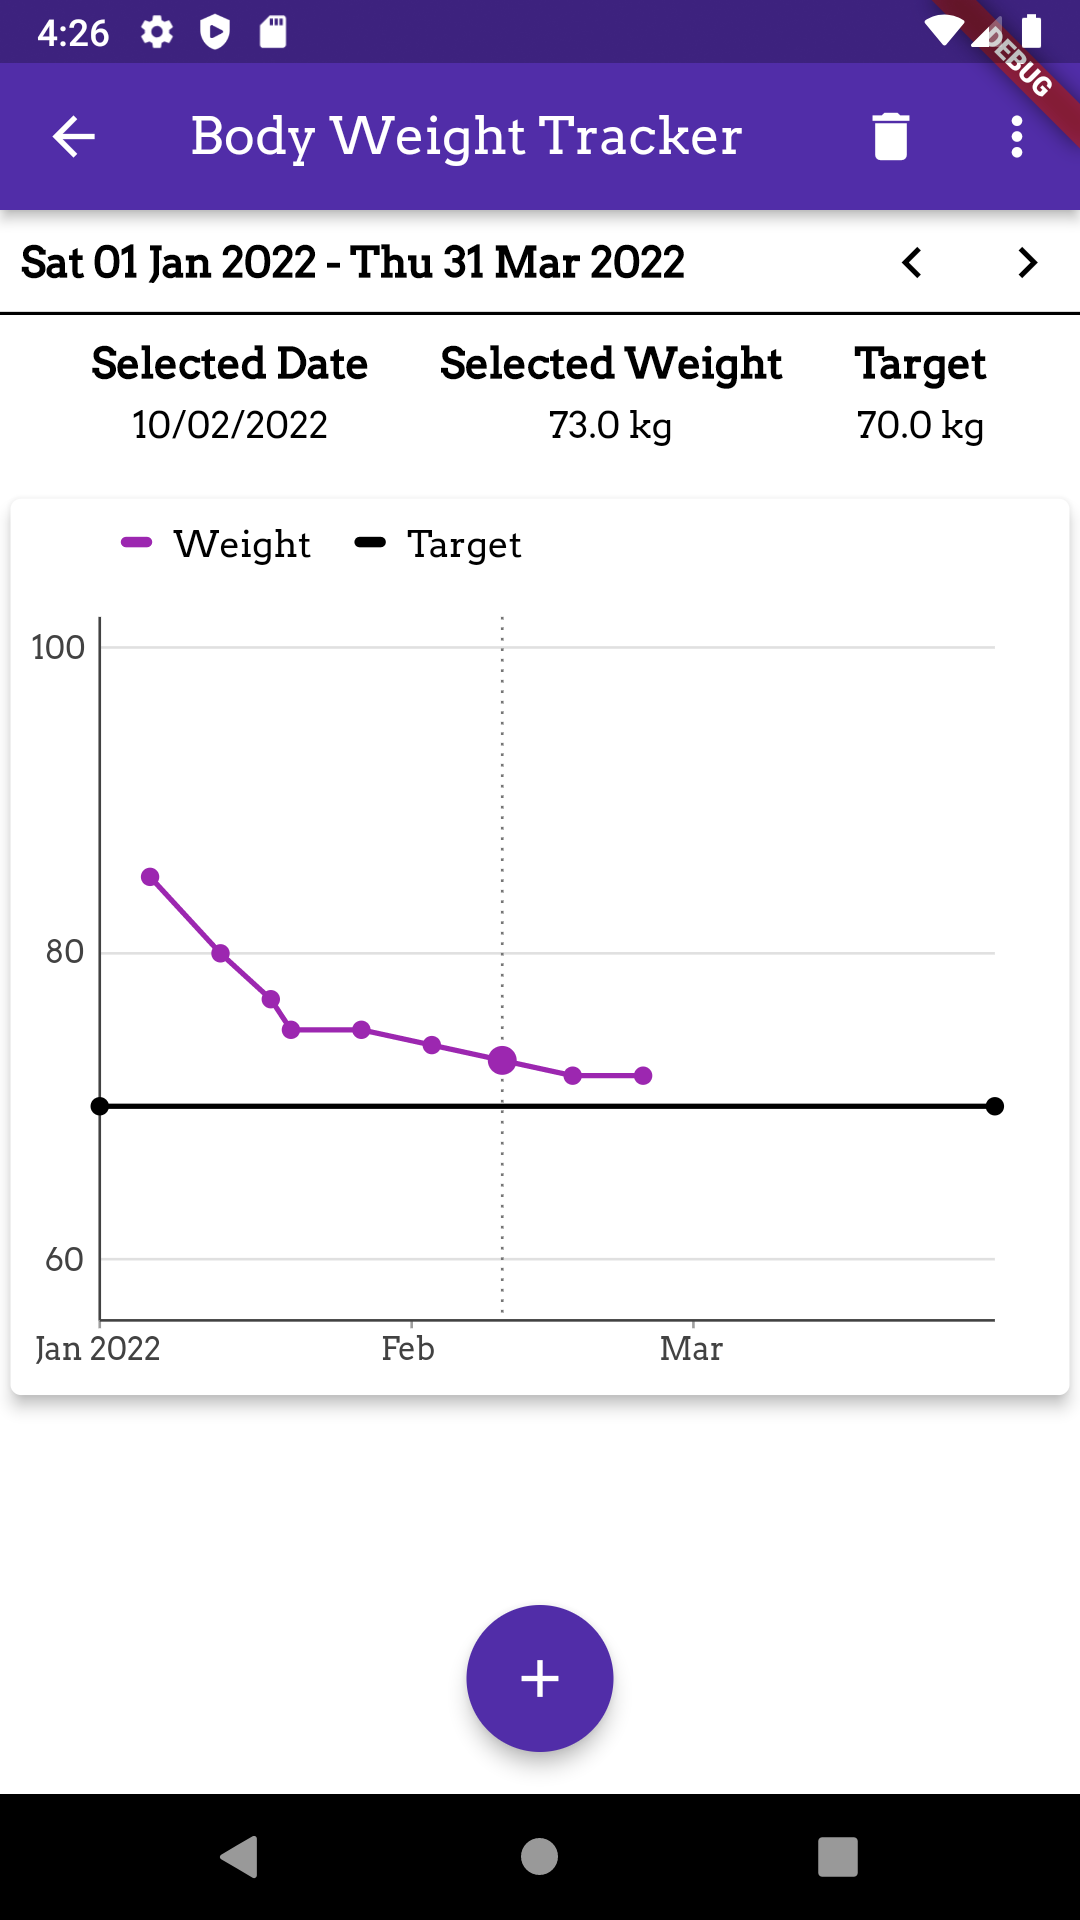 4:26
DEBUG
Body Weight Tracker
Sat 01 Jan 2022 - Thu 31 Mar 2022
Selected Date Selected Weight Target
10/02/2022 73.0 kg 70.0 kg
Weight Target
100
80
60
Jan 2022 Feb Mar